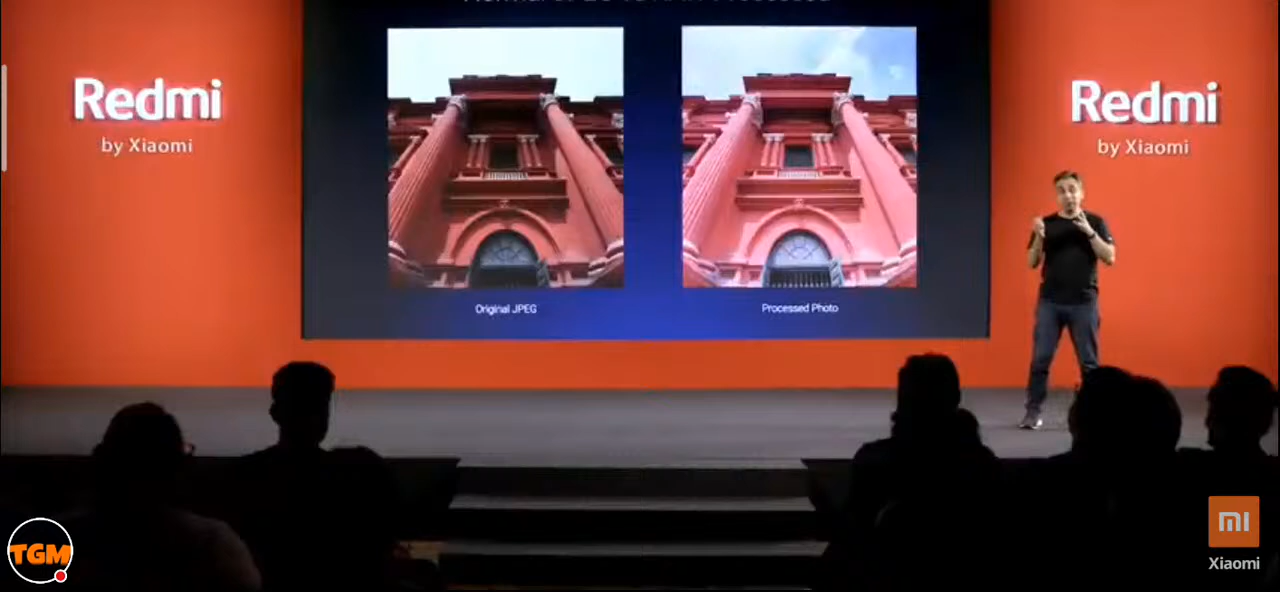 Redmi
by Xiaomi
Redmi
by Xiaomi
Original JPEG
Processed Photo
TGM
mi
Xiaomi